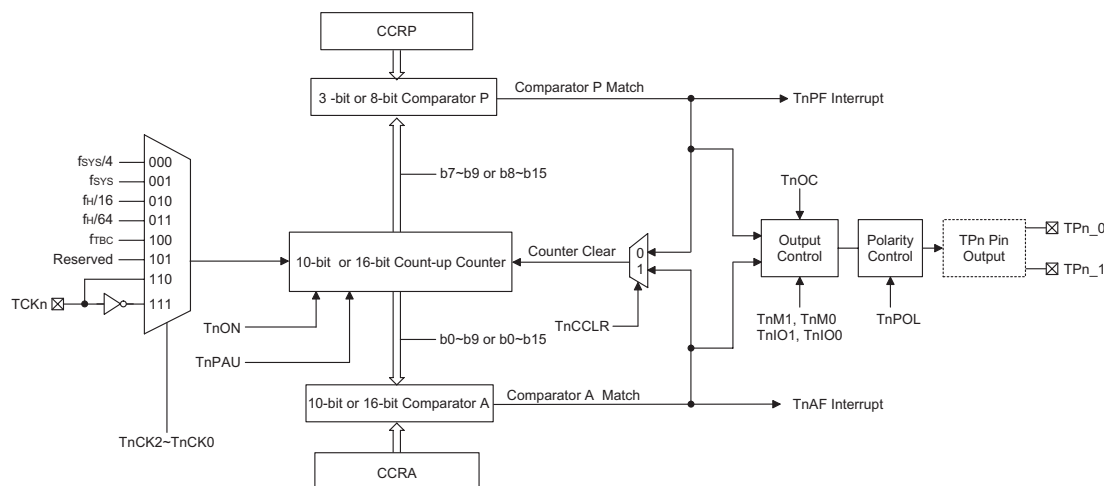 CCRP
3 -bit or 8-bit Comparator P
Comparator P Match
TnPF Interrupt
b7~b9 or b8~b15
fSYS/4
000
fSYS
001
fH/16
010
fH/64
011
fTBC
100
Reserved
101
110
TCKn
111
10-bit or 16-bit Count-up Counter
Counter Clear
0
1
TnOC
Output
Control
Polarity
Control
TPn Pin
Output
TPn_0
TPn_1
TnON
TnPAU
TnCCLR
TnM1, TnM0
TnIO1, TnIO0
TnPOL
b0~b9 or b0~b15
10-bit or 16-bit Comparator A
Comparator A Match
TnAF Interrupt
TnCK2~TnCK0
CCRA